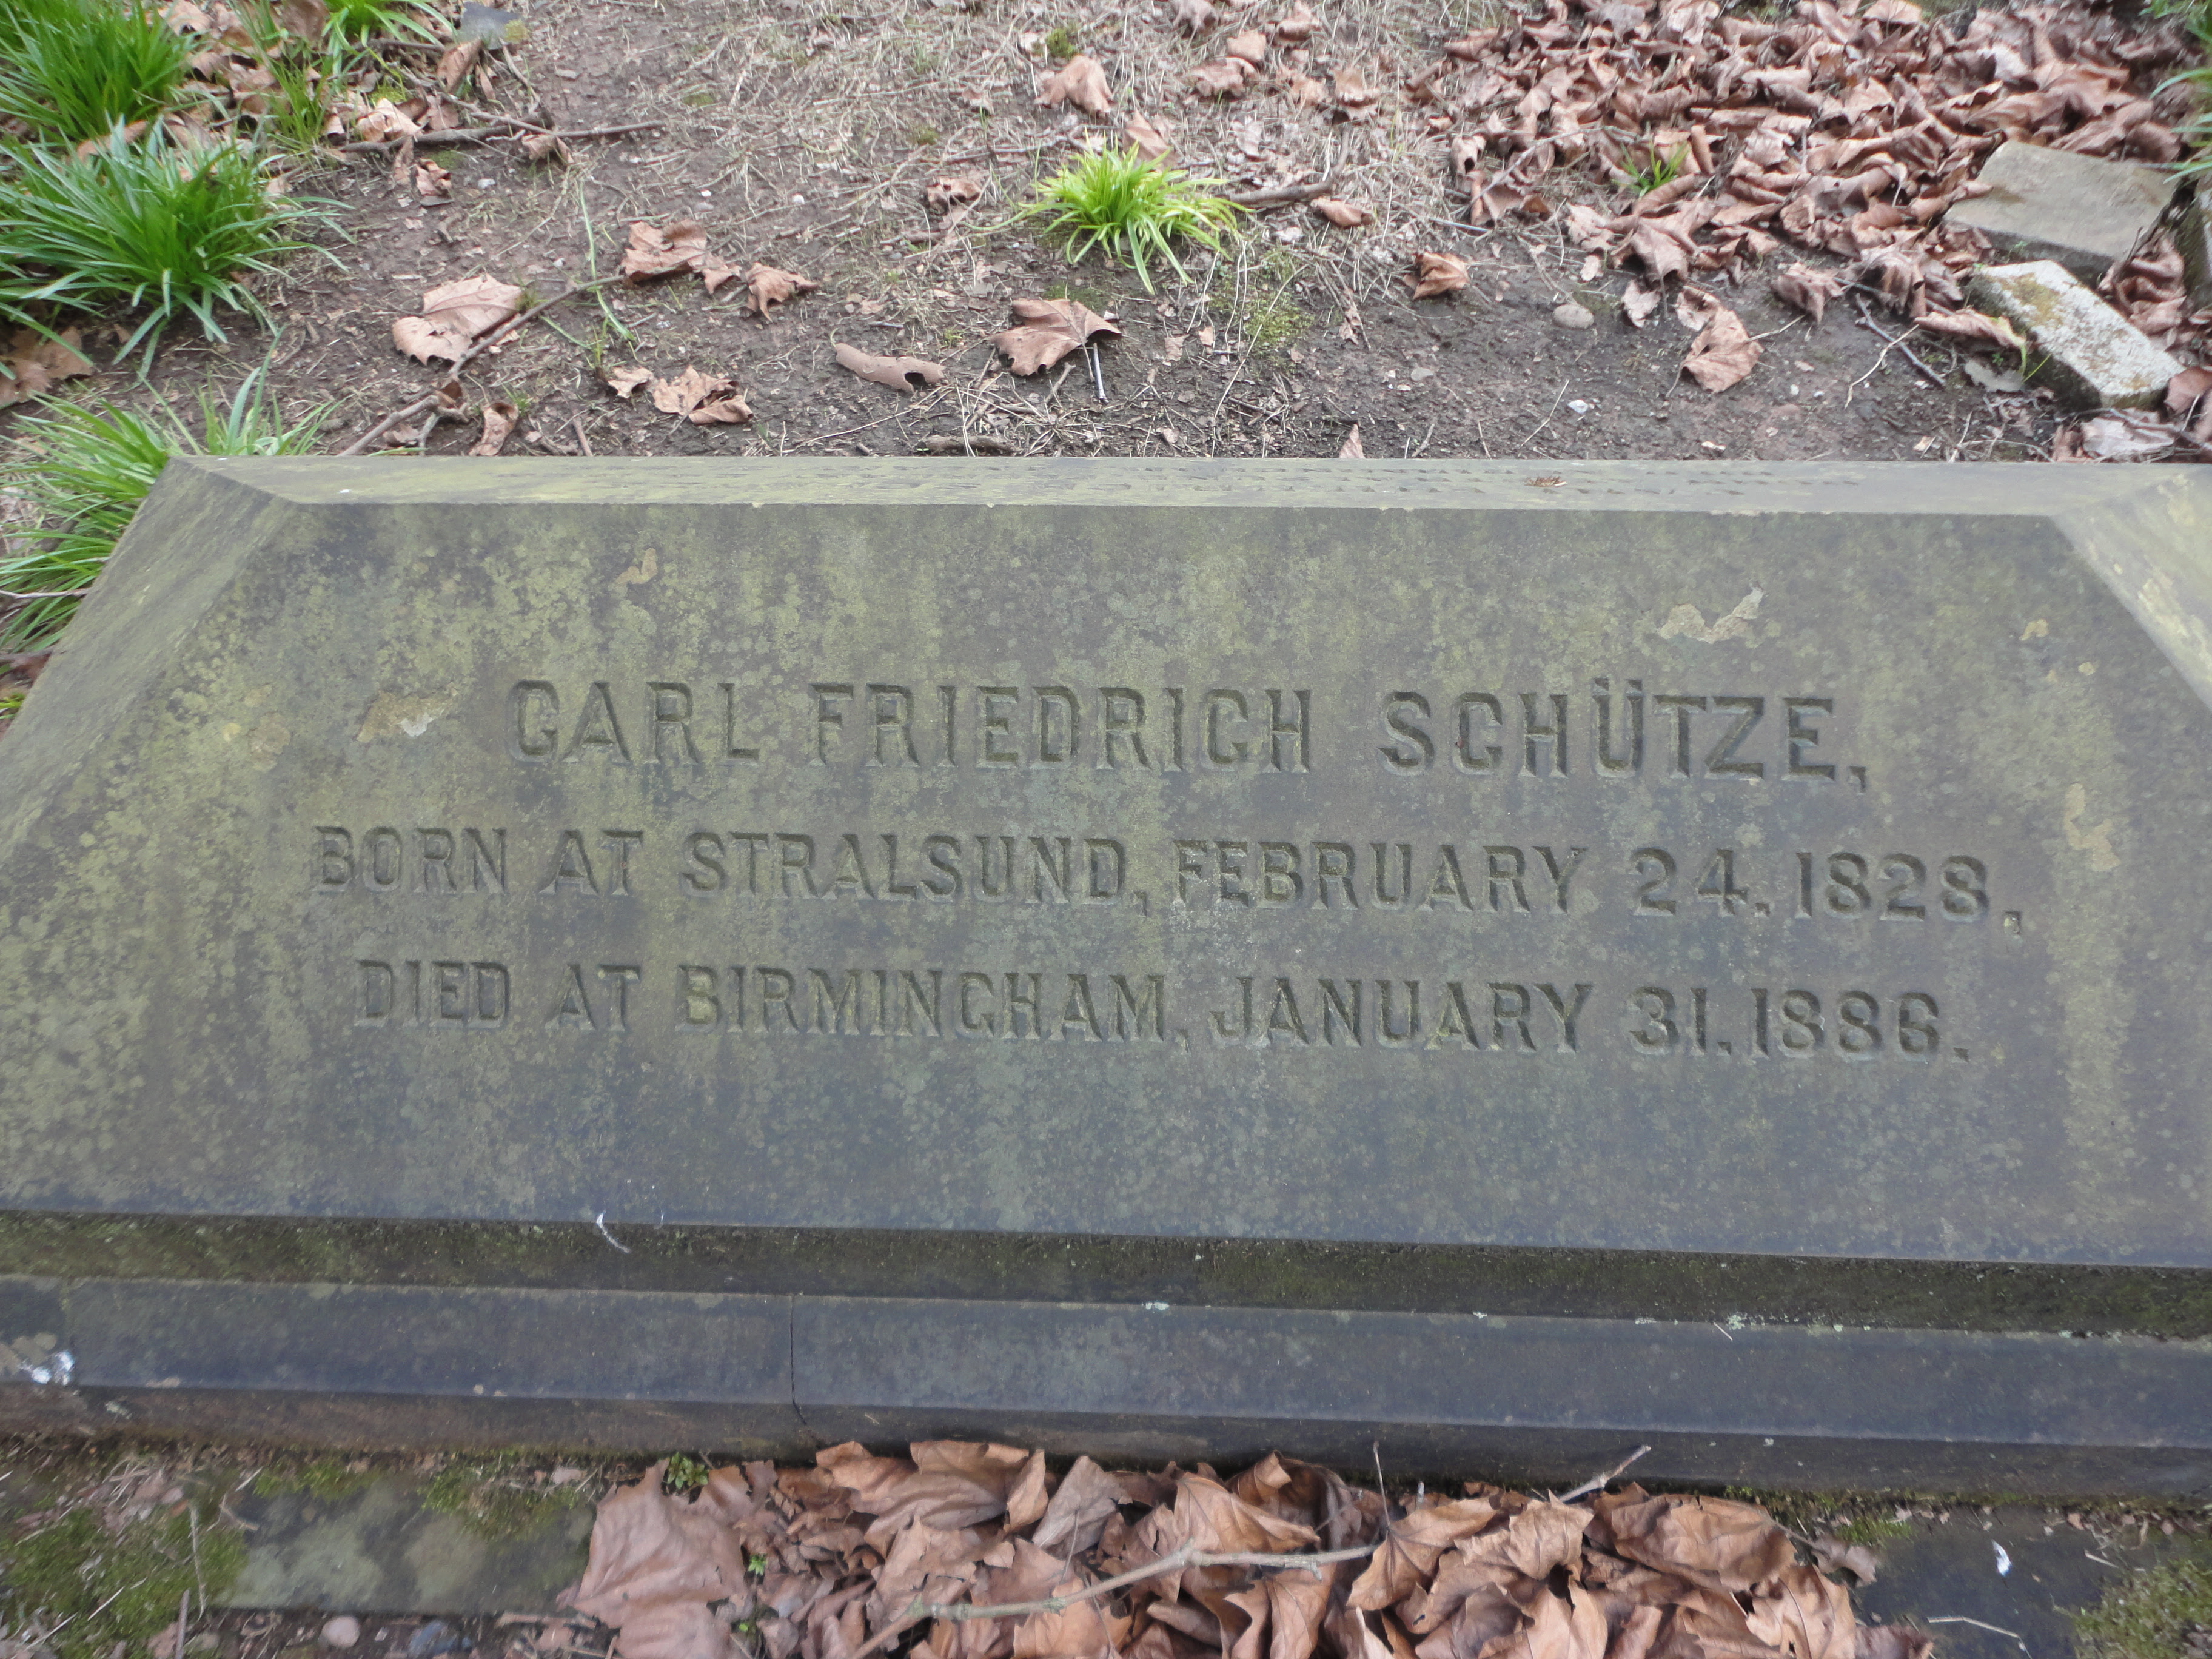 CARL FRIEDRICH SCHÜTZE,
BORN AT STRALSUND, FEBRUARY 24. 1828,
DIED AT BIRMINGHAM, JANUARY 31. 1886.